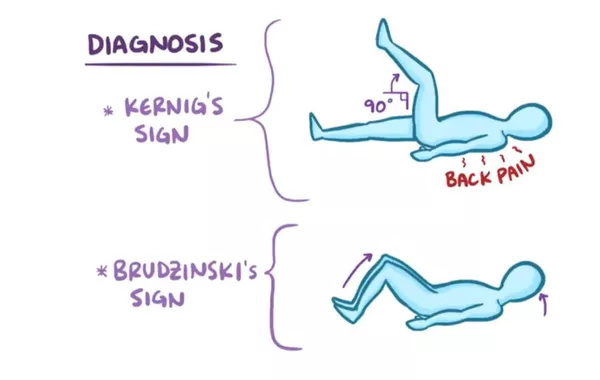 DIAGNOSIS
* KERNIG'S
SIGN
90°
BACK PAIN
* BRUDZINSKI'S
SIGN